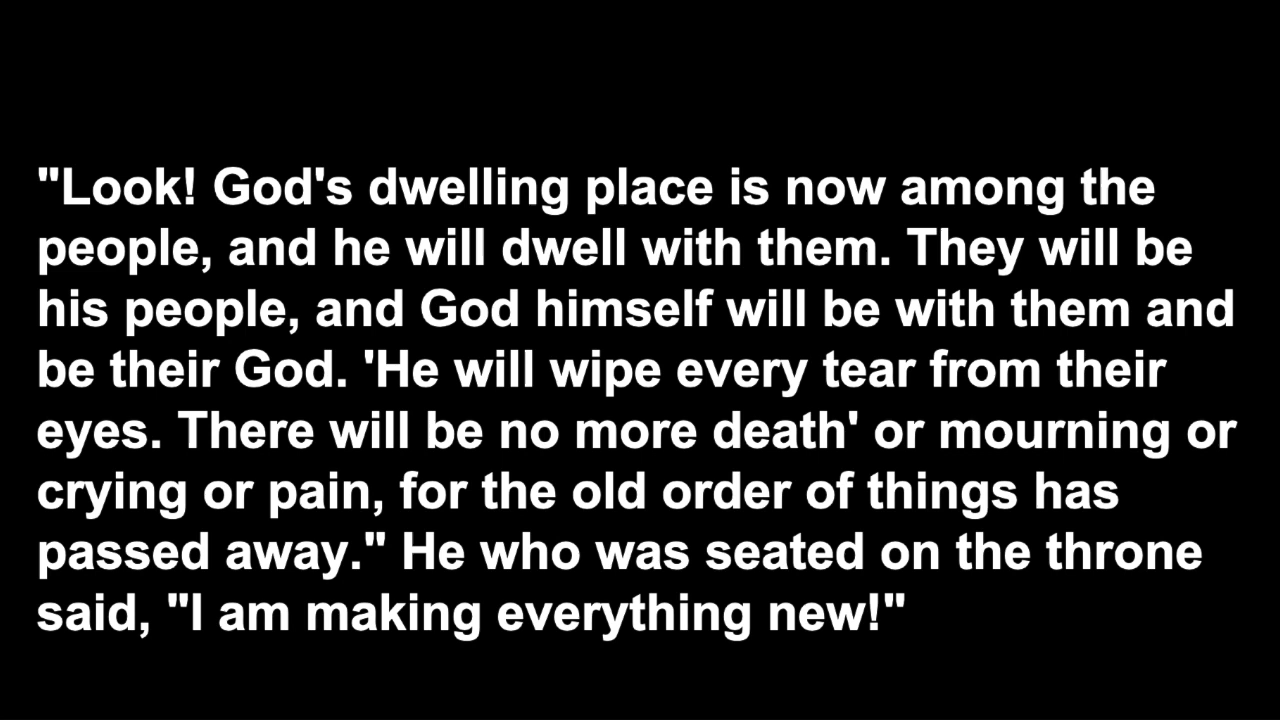 "Look! God's dwelling place is now among the
people, and he will dwell with them. They will be
his people, and God himself will be with them and
be their God. 'He will wipe every tear from their
eyes. There will be no more death' or mourning or
crying or pain, for the old order of things has
passed away." He who was seated on the throne
said, "I am making everything new!"